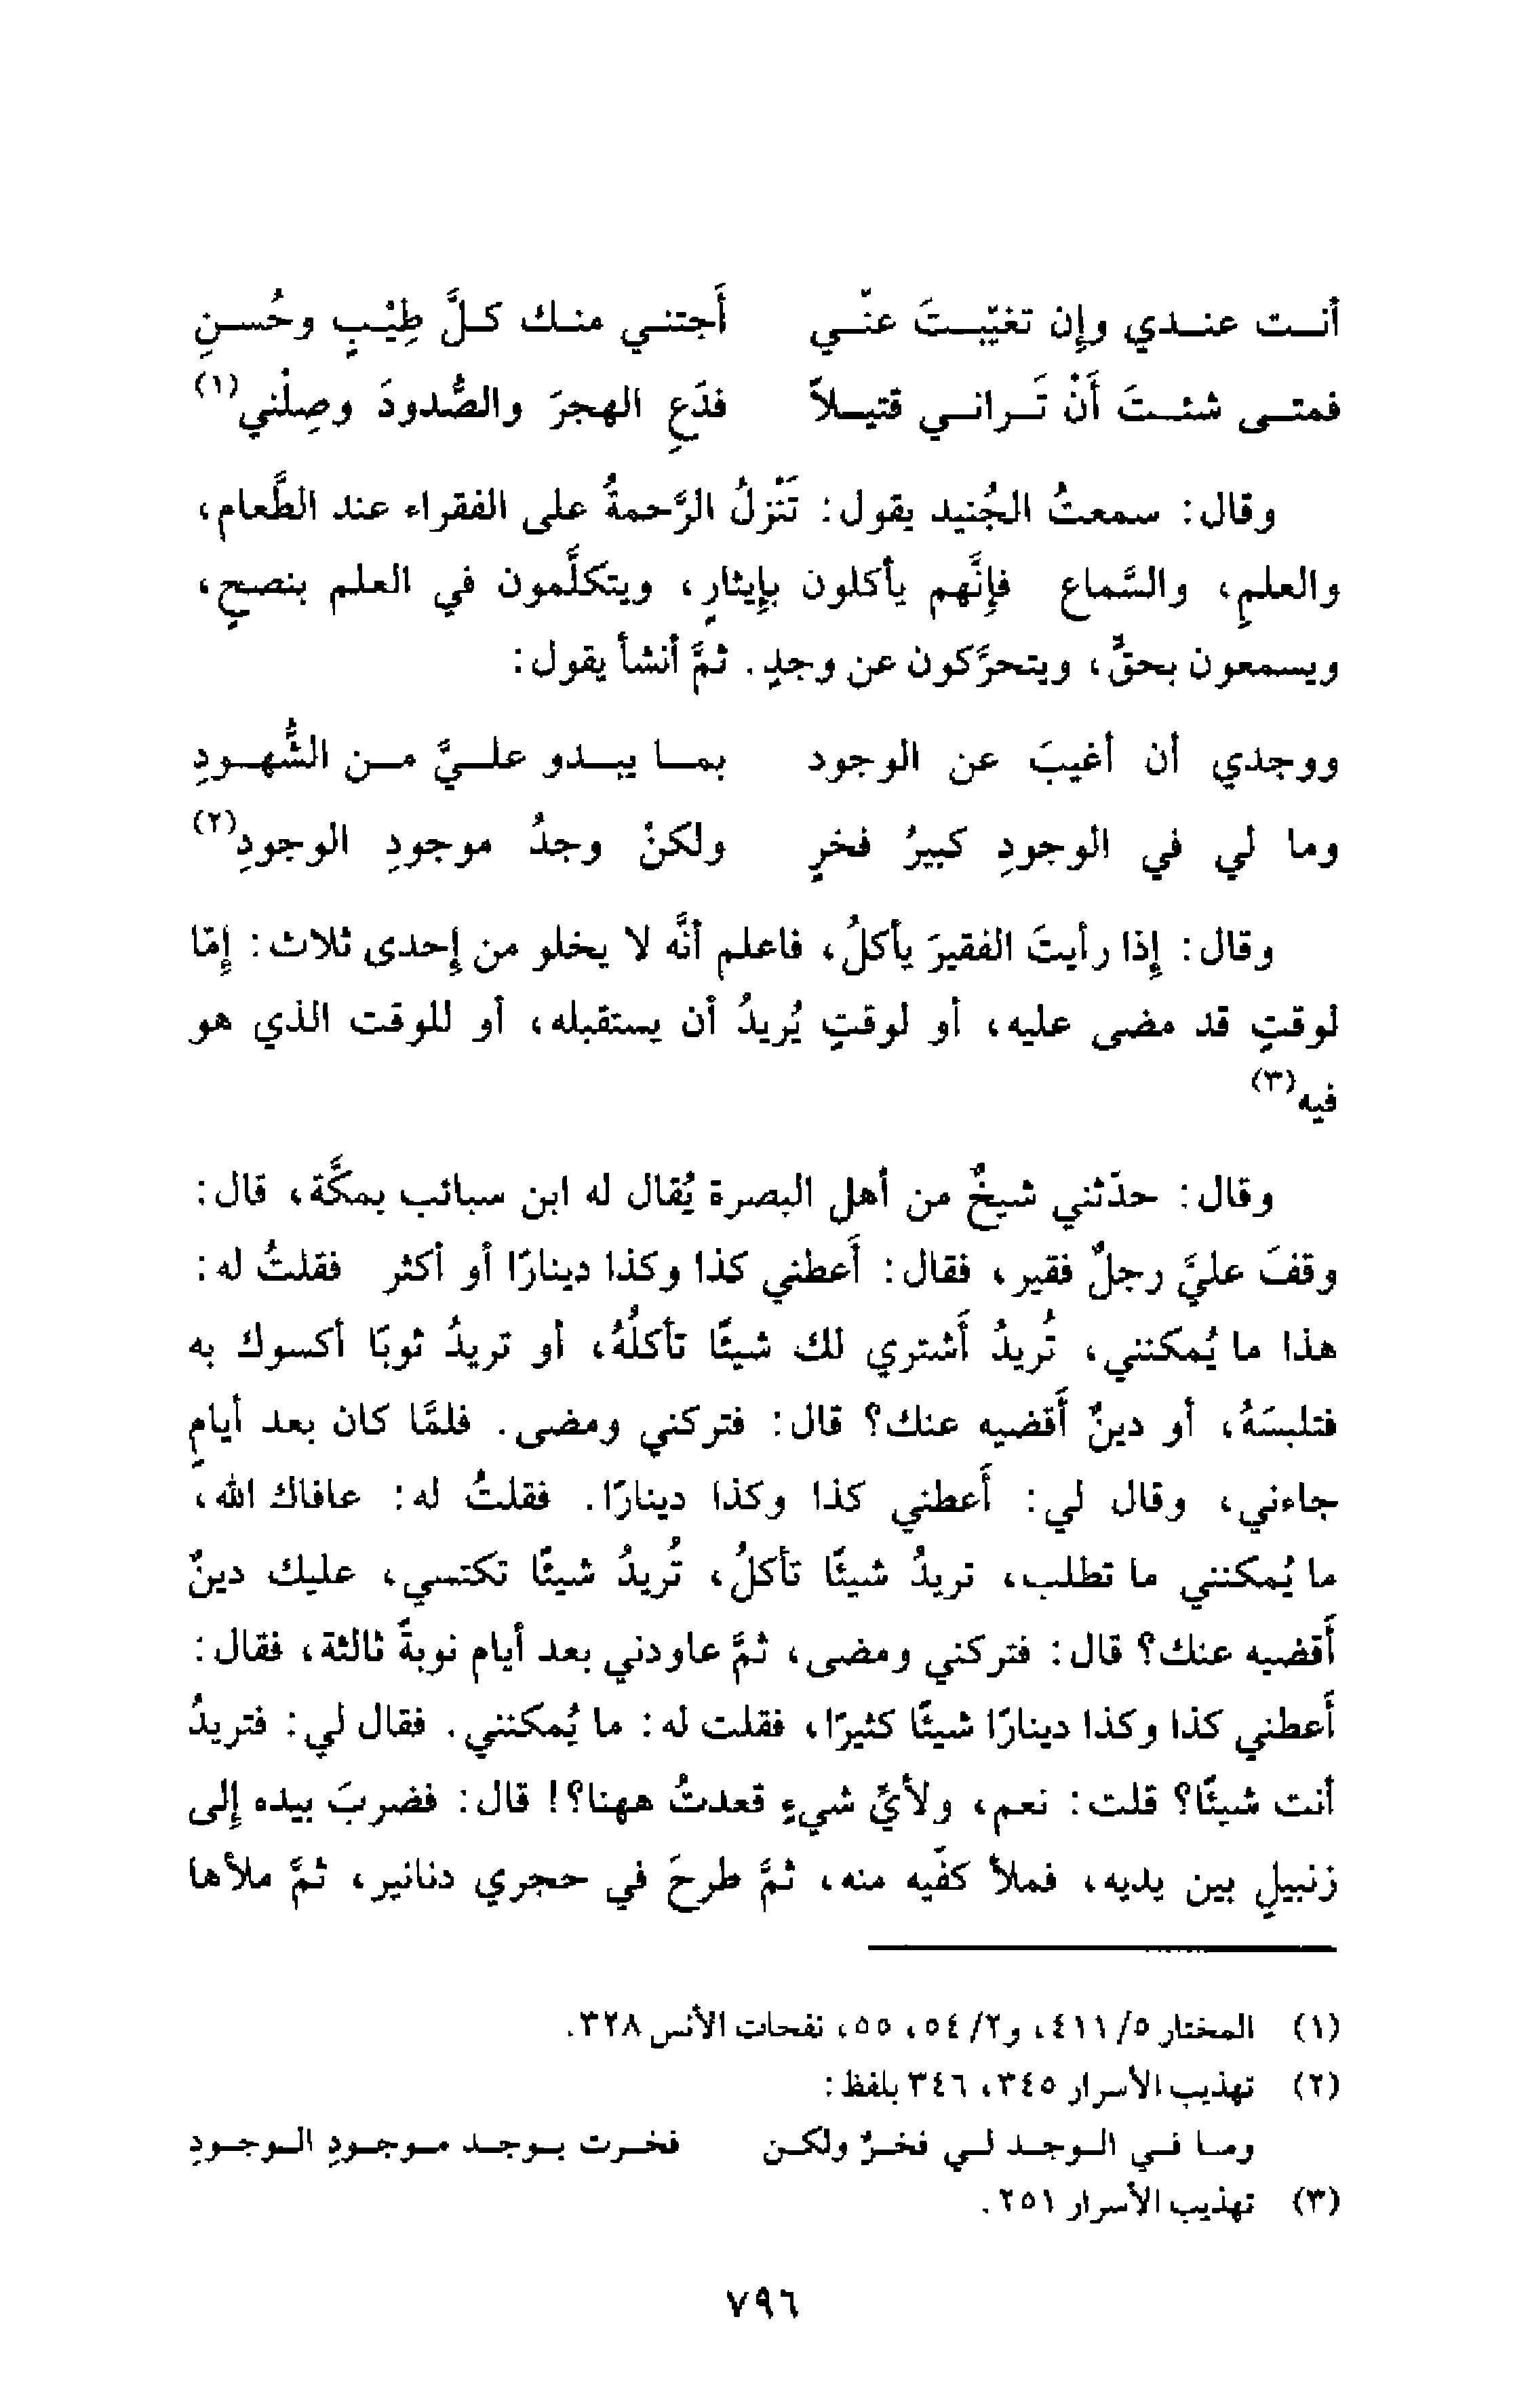 أنت عندي وإن تغيّبتَ عنّي أَجتني منك كلَّ طِيْبٍ وحُسنِ
فمتى شئتَ أَنْ تَراني قتيلاً فدَعِ الهجرَ والصُّدودَ وصِلْني(١)
وقال: سمعتُ الجُنيد يقول: تَنْزلُ الرَّحمةُ على الفقراء عند الطَّعام،
والعلمِ، والسَّماع فإنَّهم يأكلون بإيثارٍ، ويتكلَّمون في العلم بنصحٍ،
ويسمعون بحقٍّ، ويتحرَّكون عن وجدٍ. ثمَّ أنشأ يقول:
ووجدي أن أغيبَ عن الوجود بما يبدو عليَّ من الشُّهودِ
وما لي في الوجودِ كبيرُ فخرٍ ولكنْ وجدُ موجودِ الوجودِ(٢)
وقال: إذا رأيتَ الفقيرَ يأكلُ، فاعلم أنَّه لا يخلو من إحدى ثلاث: إمّا
لوقتٍ قد مضى عليه، أو لوقتٍ يُريدُ أن يستقبله، أو للوقت الذي هو
فيه(٣)
وقال: حدّثني شيخٌ من أهل البصرة يُقال له ابن سبائب بمكَّة، قال:
وقفَ عليَّ رجلٌ فقير، فقال: أَعطني كذا وكذا دينارًا أو أكثر فقلتُ له:
هذا ما يُمكنني، تُريدُ أَشتري لك شيئًا تأكلُهُ، أو تريدُ ثوبًا أكسوك به
فتلبسَهُ، أو دينٌ أَقضيه عنك؟ قال: فتركني ومضى. فلمَّا كان بعد أيامٍ
جاءني، وقال لي: أَعطني كذا وكذا دينارًا. فقلتُ له: عافاك الله،
ما يُمكنني ما تطلب، تريدُ شيئًا تأكلُ، تُريدُ شيئًا تكتسي، عليك دينٌ
أَقضيه عنك؟ قال: فتركني ومضى، ثمَّ عاودني بعد أيام نوبةً ثالثة، فقال:
أَعطني كذا وكذا دينارًا شيئًا كثيرًا، فقلت له: ما يُمكنني. فقال لي: فتريدُ
أنت شيئًا؟ قلت: نعم، ولأيِّ شيءٍ قعدتُ ههنا؟! قال: فضربَ بيده إلى
زنبيلٍ بين يديه، فملأ كفَّيه منه، ثمَّ طرحَ في حجري دنانير، ثمَّ ملأها
(١) المختار ٥/ ٤١١، و٢/ ٥٤، ٥٥، نفحات الأنس ٣٢٨.
(٢) تهذيب الأسرار ٣٤٥، ٣٤٦ بلفظ:
وما في الوجد لي فخرٌ ولكن فخرت بوجد موجودِ الوجودِ
(٣) تهذيب الأسرار ٢٥١.
٧٩٦